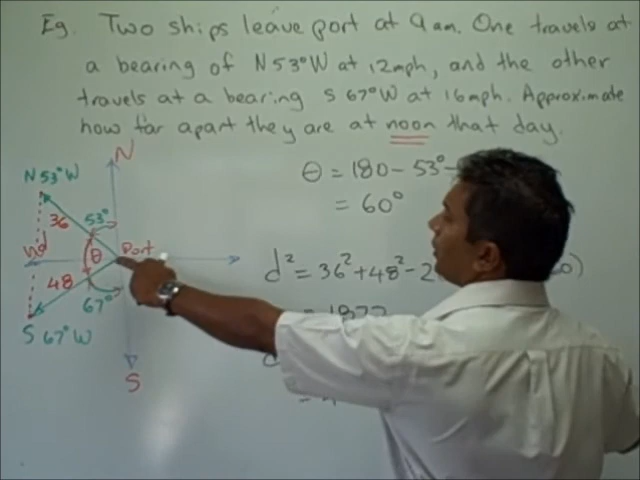 Eg. Two ships leave port at 9am. One travels at
a bearing of N53°W at 12mph, and the other
travels at a bearing S 67°W at 16mph. Approximate
how far apart they are at noon that day.
N
N53°W
36 53°
Port
d θ
48
67°
S 67°W
S
θ = 180 - 53° -
= 60°
d² = 36² + 48² - 2
= 1872